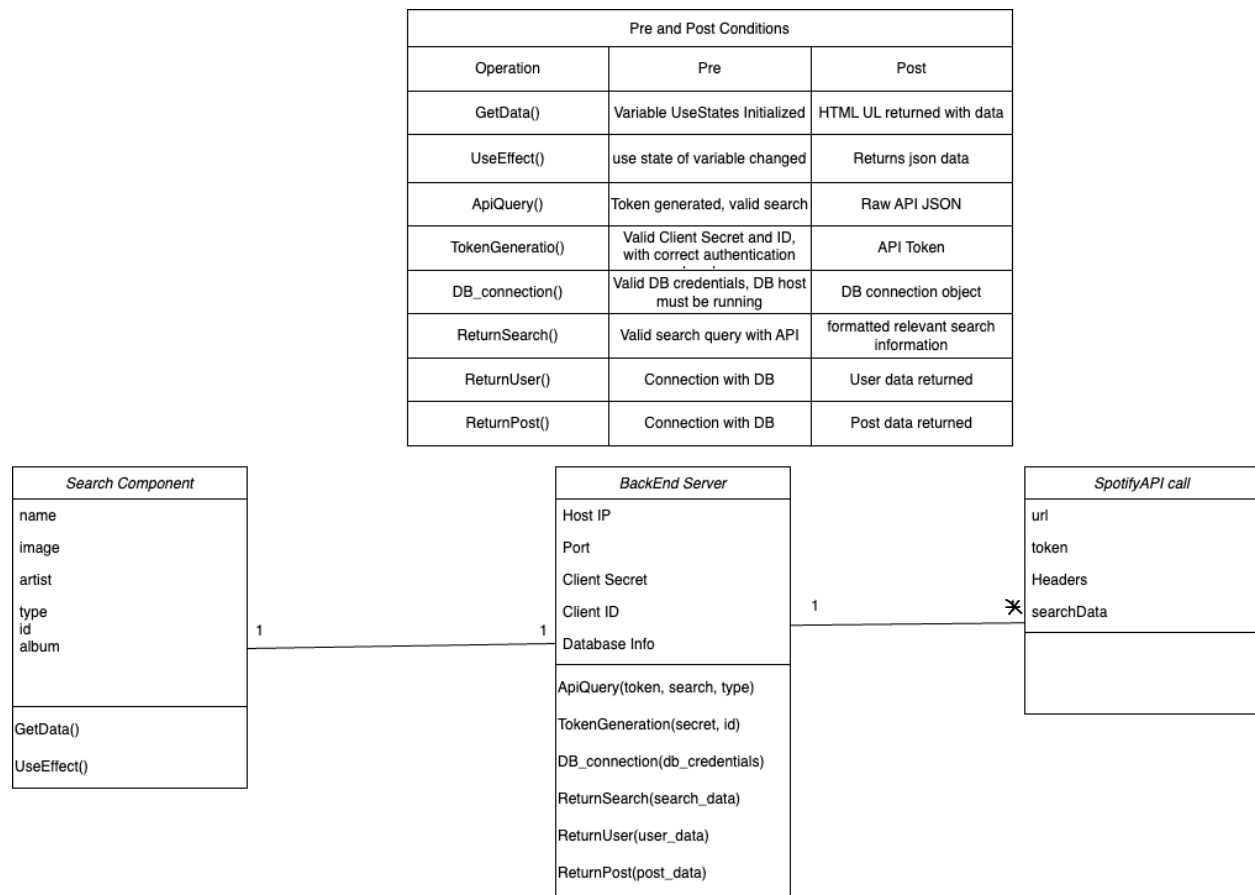 Pre and Post Conditions
Operation Pre Post
GetData() Variable UseStates Initialized HTML UL returned with data
UseEffect() use state of variable changed Returns json data
ApiQuery() Token generated, valid search Raw API JSON
TokenGeneratio() Valid Client Secret and ID, API Token
with correct authentication
DB_connection() Valid DB credentials, DB host DB connection object
must be running
ReturnSearch() Valid search query with API formatted relevant search
information
ReturnUser() Connection with DB User data returned
ReturnPost() Connection with DB Post data returned
Search Component
name
image
artist
type
id
album
GetData()
UseEffect()
1
1
BackEnd Server
Host IP
Port
Client Secret
Client ID
Database Info
ApiQuery(token, search, type)
TokenGeneration(secret, id)
DB_connection(db_credentials)
ReturnSearch(search_data)
ReturnUser(user_data)
ReturnPost(post_data)
1
*
SpotifyAPI call
url
token
Headers
searchData